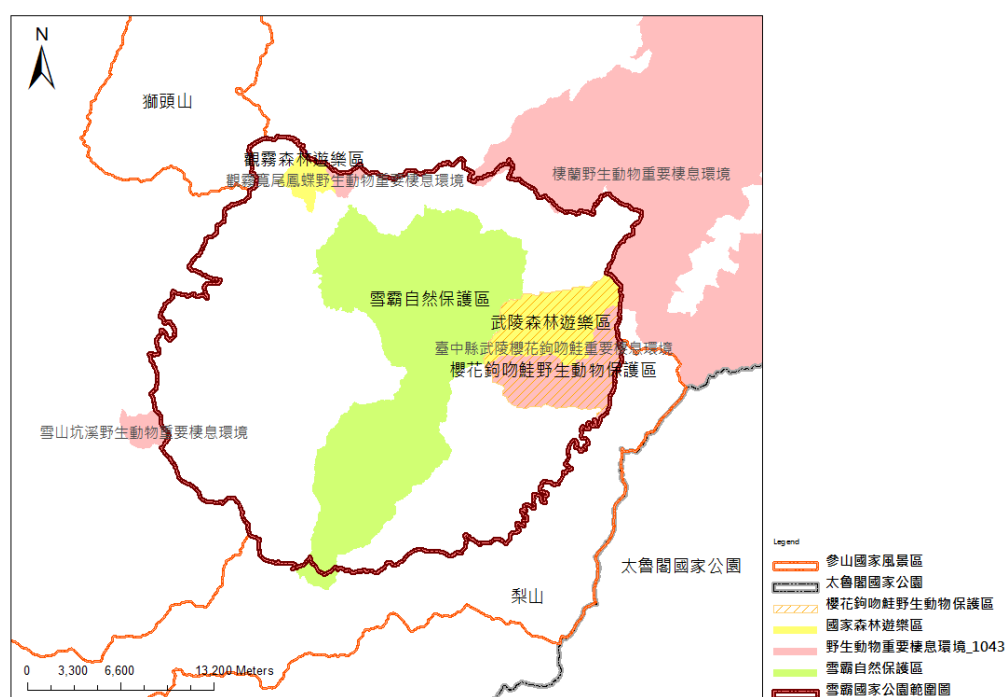 N
獅頭山
觀霧森林遊樂區
觀霧寬尾鳳蝶野生動物重要棲息環境
棲蘭野生動物重要棲息環境
雪霸自然保護區
武陵森林遊樂區
臺中縣武陵櫻花鉤吻鮭重要棲息環境
櫻花鉤吻鮭野生動物保護區
雪山坑溪野生動物重要棲息環境
太魯閣國家公園
梨山
0 3,300 6,600 13,200 Meters
Legend
參山國家風景區
太魯閣國家公園
櫻花鉤吻鮭野生動物保護區
國家森林遊樂區
野生動物重要棲息環境_1043
雪霸自然保護區
雪霸國家公園範圍圖